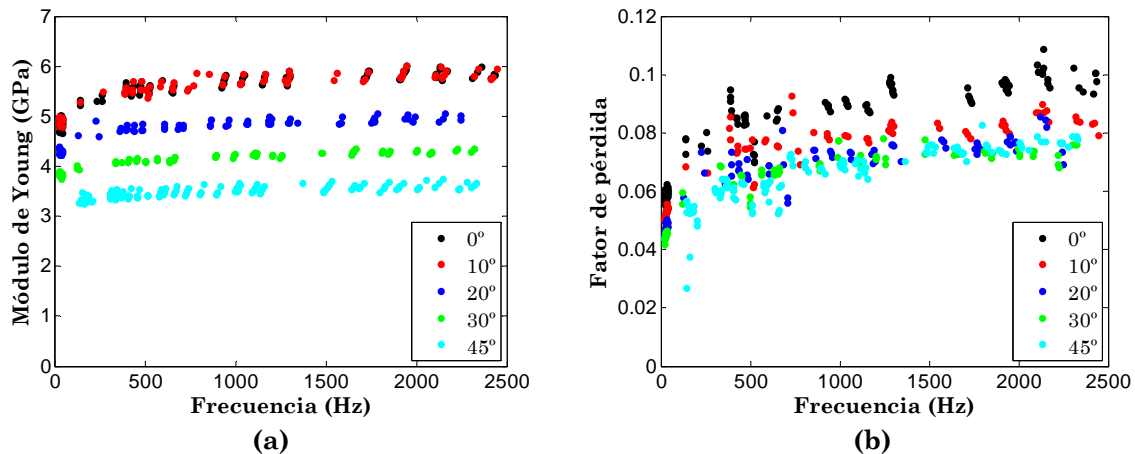 7
6
5
4
3
2
1
0
0 500 1000 1500 2000 2500
Módulo de Young (GPa)
Frecuencia (Hz)
0º
10º
20º
30º
45º
(a)
0.12
0.1
0.08
0.06
0.04
0.02
0
0 500 1000 1500 2000 2500
Fator de pérdida
Frecuencia (Hz)
0º
10º
20º
30º
45º
(b)